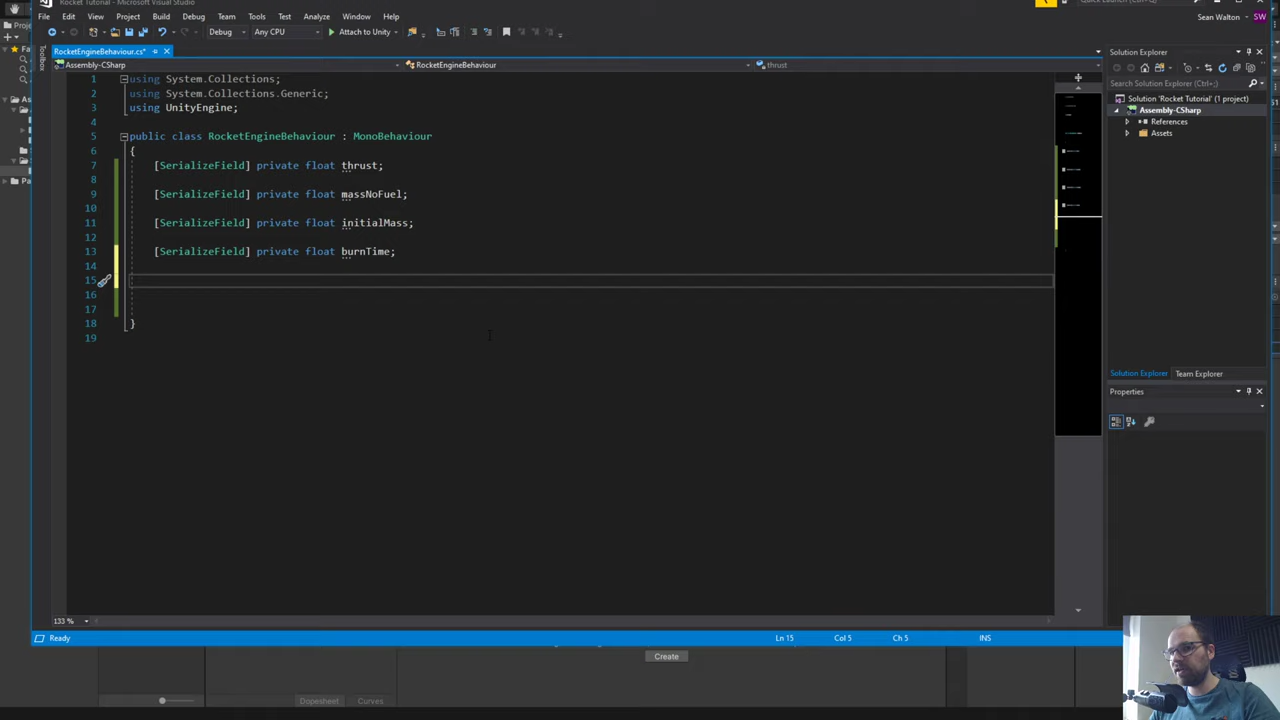 Rocket Tutorial - Microsoft Visual Studio
File Edit View Project Build Debug Team Tools Test Analyze Window Help
Sean Walton SW
Debug Any CPU Attach to Unity
Toolbox
RocketEngineBehaviour.cs*
Assembly-CSharp RocketEngineBehaviour thrust
1 using System.Collections;
2 using System.Collections.Generic;
3 using UnityEngine;
4
5 public class RocketEngineBehaviour : MonoBehaviour
6 {
7 [SerializeField] private float thrust;
8
9 [SerializeField] private float massNoFuel;
10
11 [SerializeField] private float initialMass;
12
13 [SerializeField] private float burnTime;
14
15
16
17
18 }
19
133 %
Ready Ln 15 Col 5 Ch 5 INS
Solution Explorer
Search Solution Explorer (Ctrl+;)
Solution 'Rocket Tutorial' (1 project)
Assembly-CSharp
References
Assets
Solution Explorer Team Explorer
Properties
Create
Dopesheet Curves